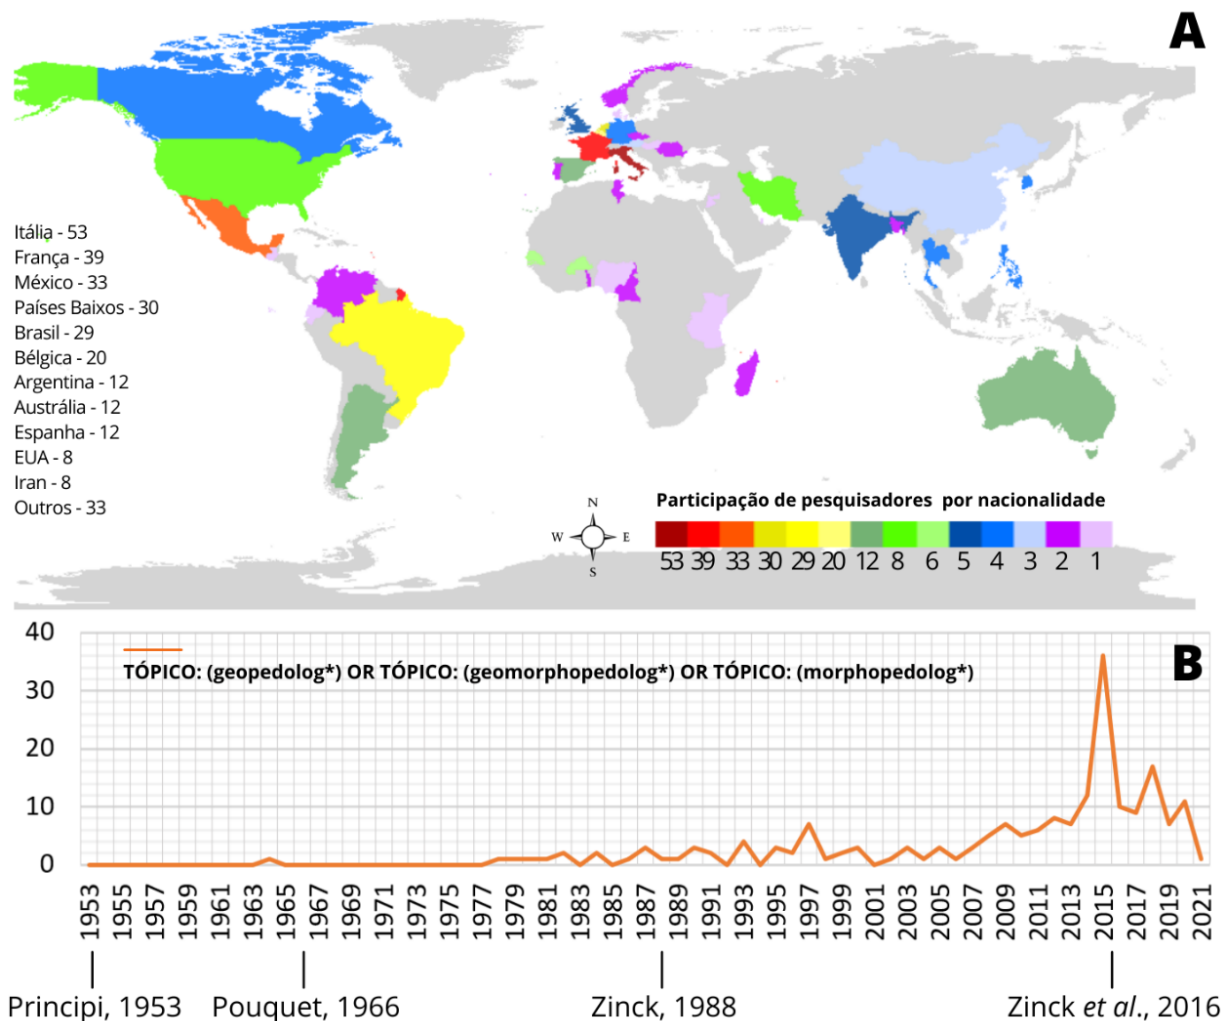 A
Itália - 53
França - 39
México - 33
Países Baixos - 30
Brasil - 29
Bélgica - 20
Argentina - 12
Austrália - 12
Espanha - 12
EUA - 8
Iran - 8
Outros - 33
N
W E
S
Participação de pesquisadores por nacionalidade
53 39 33 30 29 20 12 8 6 5 4 3 2 1
B
TÓPICO: (geopedolog*) OR TÓPICO: (geomorphopedolog*) OR TÓPICO: (morphopedolog*)
40
30
20
10
0
1953 1955 1957 1959 1961 1963 1965 1967 1969 1971 1973 1975 1977 1979 1981 1983 1985 1987 1989 1991 1993 1995 1997 1999 2001 2003 2005 2007 2009 2011 2013 2015 2017 2019 2021
Principi, 1953 Pouquet, 1966 Zinck, 1988 Zinck et al., 2016